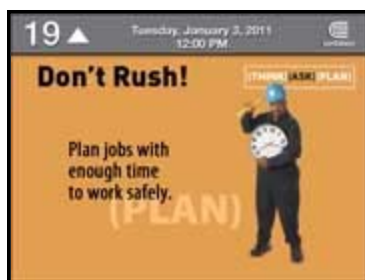 19
Tuesday, January 3, 2011
12:00 PM
Don't Rush!
(THINK) (ASK) (PLAN)
Plan jobs with
enough time
to work safely.
(PLAN)